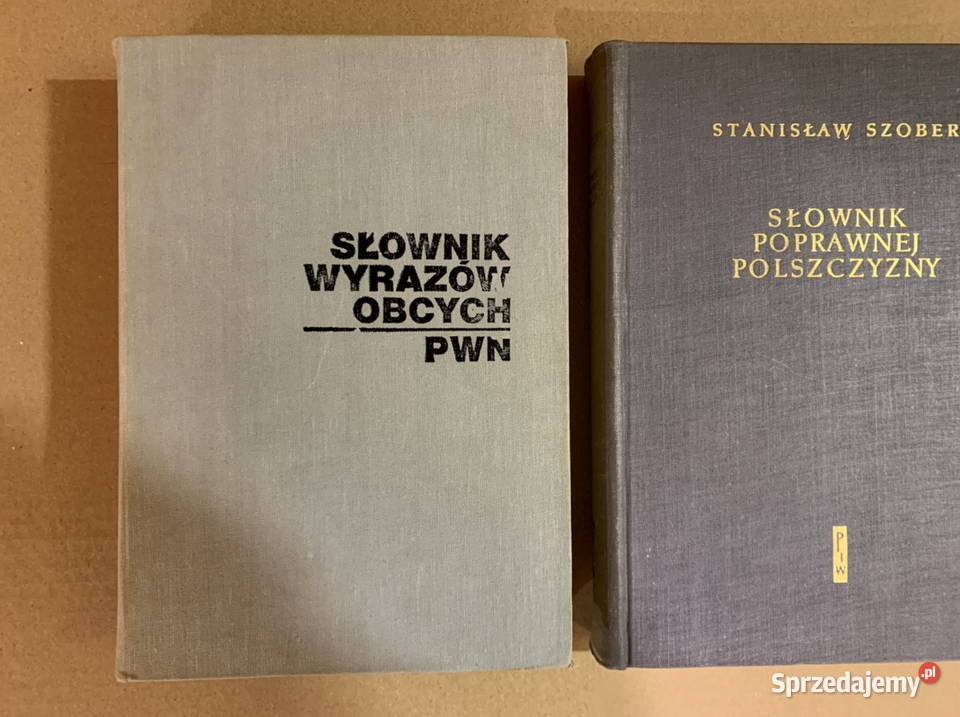 SŁOWNIK
WYRAZÓW
OBCYCH
PWN
STANISŁAW SZOBER
SŁOWNIK
POPRAWNEJ
POLSZCZYZNY
PIW
Sprzedajemy.pl